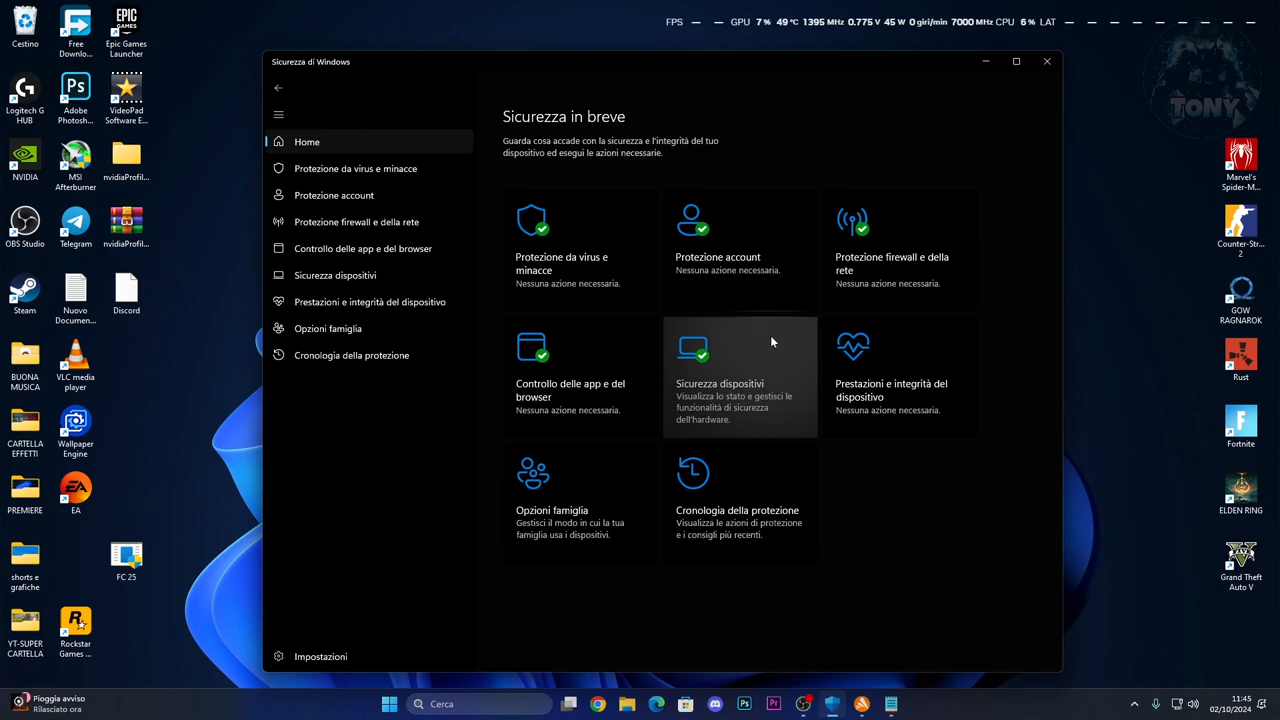 FPS — — GPU 7 % 49 °C 1395 MHz 0.775 V 45 W 0 giri/min 7000 MHz CPU 6 % LAT — — — — — — — —
TONY
Cestino
Free
Downlo...
Epic Games
Launcher
Logitech G
HUB
Adobe
Photosh...
VideoPad
Software E...
NVIDIA
MSI
Afterburner
nvidiaProfil...
OBS Studio
Telegram
nvidiaProfil...
Steam
Nuovo
Documen...
Discord
BUONA
MUSICA
VLC media
player
CARTELLA
EFFETTI
Wallpaper
Engine
PREMIERE
EA
shorts e
grafiche
FC 25
YT-SUPER
CARTELLA
Rockstar
Games ...
Sicurezza di Windows
Home
Protezione da virus e minacce
Protezione account
Protezione firewall e della rete
Controllo delle app e del browser
Sicurezza dispositivi
Prestazioni e integrità del dispositivo
Opzioni famiglia
Cronologia della protezione
Impostazioni
Sicurezza in breve
Guarda cosa accade con la sicurezza e l'integrità del tuo
dispositivo ed esegui le azioni necessarie.
Protezione da virus e
minacce
Nessuna azione necessaria.
Protezione account
Nessuna azione necessaria.
Protezione firewall e della
rete
Nessuna azione necessaria.
Controllo delle app e del
browser
Nessuna azione necessaria.
Sicurezza dispositivi
Visualizza lo stato e gestisci le
funzionalità di sicurezza
dell'hardware.
Prestazioni e integrità del
dispositivo
Nessuna azione necessaria.
Opzioni famiglia
Gestisci il modo in cui la tua
famiglia usa i dispositivi.
Cronologia della protezione
Visualizza le azioni di protezione
e i consigli più recenti.
Marvel's
Spider-M...
Counter-Str...
2
GOW
RAGNAROK
Rust
Fortnite
ELDEN RING
Grand Theft
Auto V
Pioggia avviso
Rilasciato ora
Cerca
11:45
02/10/2024